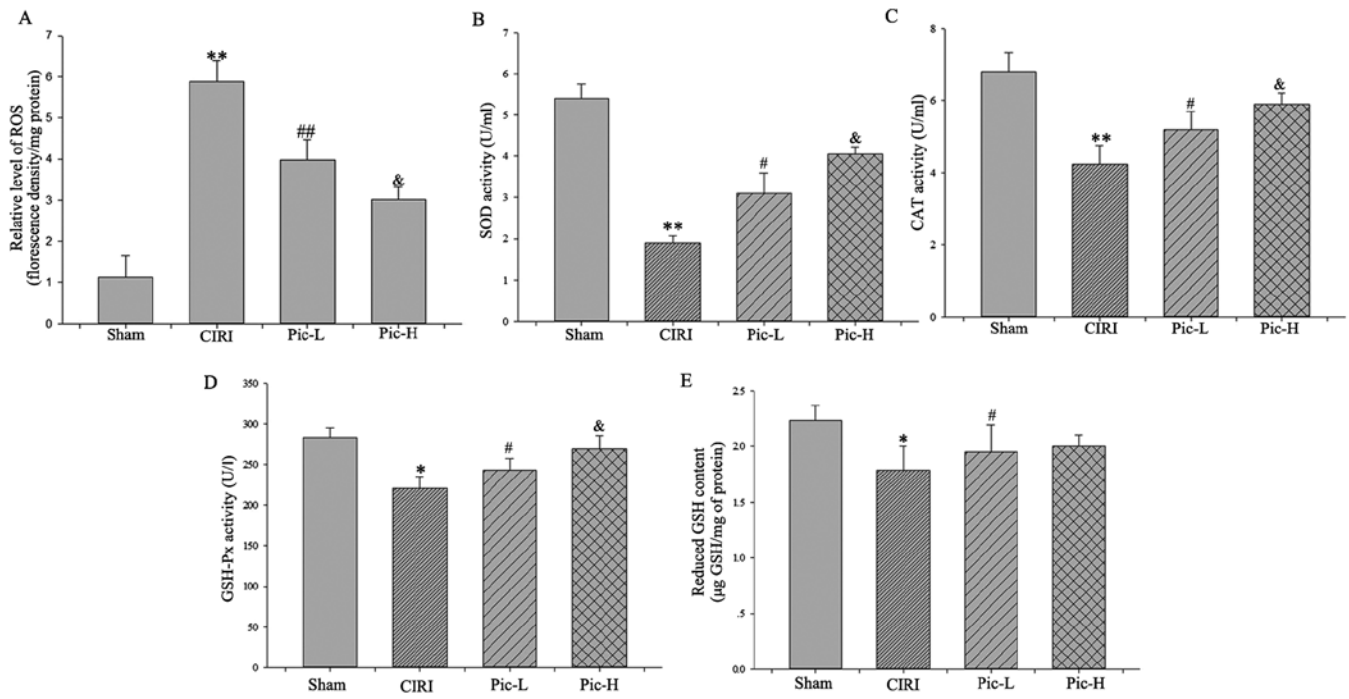 A
Relative level of ROS
(florescence density/mg protein)
7
6
5
4
3
2
1
0
**
##
&
Sham CIRI Pic-L Pic-H
B
SOD activity (U/ml)
7
6
5
4
3
2
1
0
**
#
&
Sham CIRI Pic-L Pic-H
C
CAT activity (U/ml)
8
6
4
2
0
**
#
&
Sham CIRI Pic-L Pic-H
D
GSH-Px activity (U/l)
350
300
250
200
150
100
50
0
*
#
&
Sham CIRI Pic-L Pic-H
E
Reduced GSH content
(µg GSH/mg of protein)
2.5
2.0
1.5
1.0
.5
0.0
*
#
Sham CIRI Pic-L Pic-H